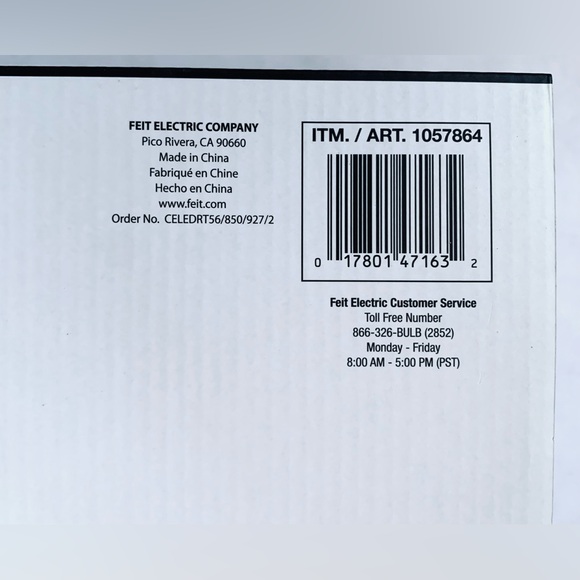 FEIT ELECTRIC COMPANY
Pico Rivera, CA 90660
Made in China
Fabriqué en Chine
Hecho en China
www.feit.com
Order No. CELEDRT56/850/927/2
ITM. / ART. 1057864
0 17801 47163 2
Feit Electric Customer Service
Toll Free Number
866-326-BULB (2852)
Monday - Friday
8:00 AM - 5:00 PM (PST)